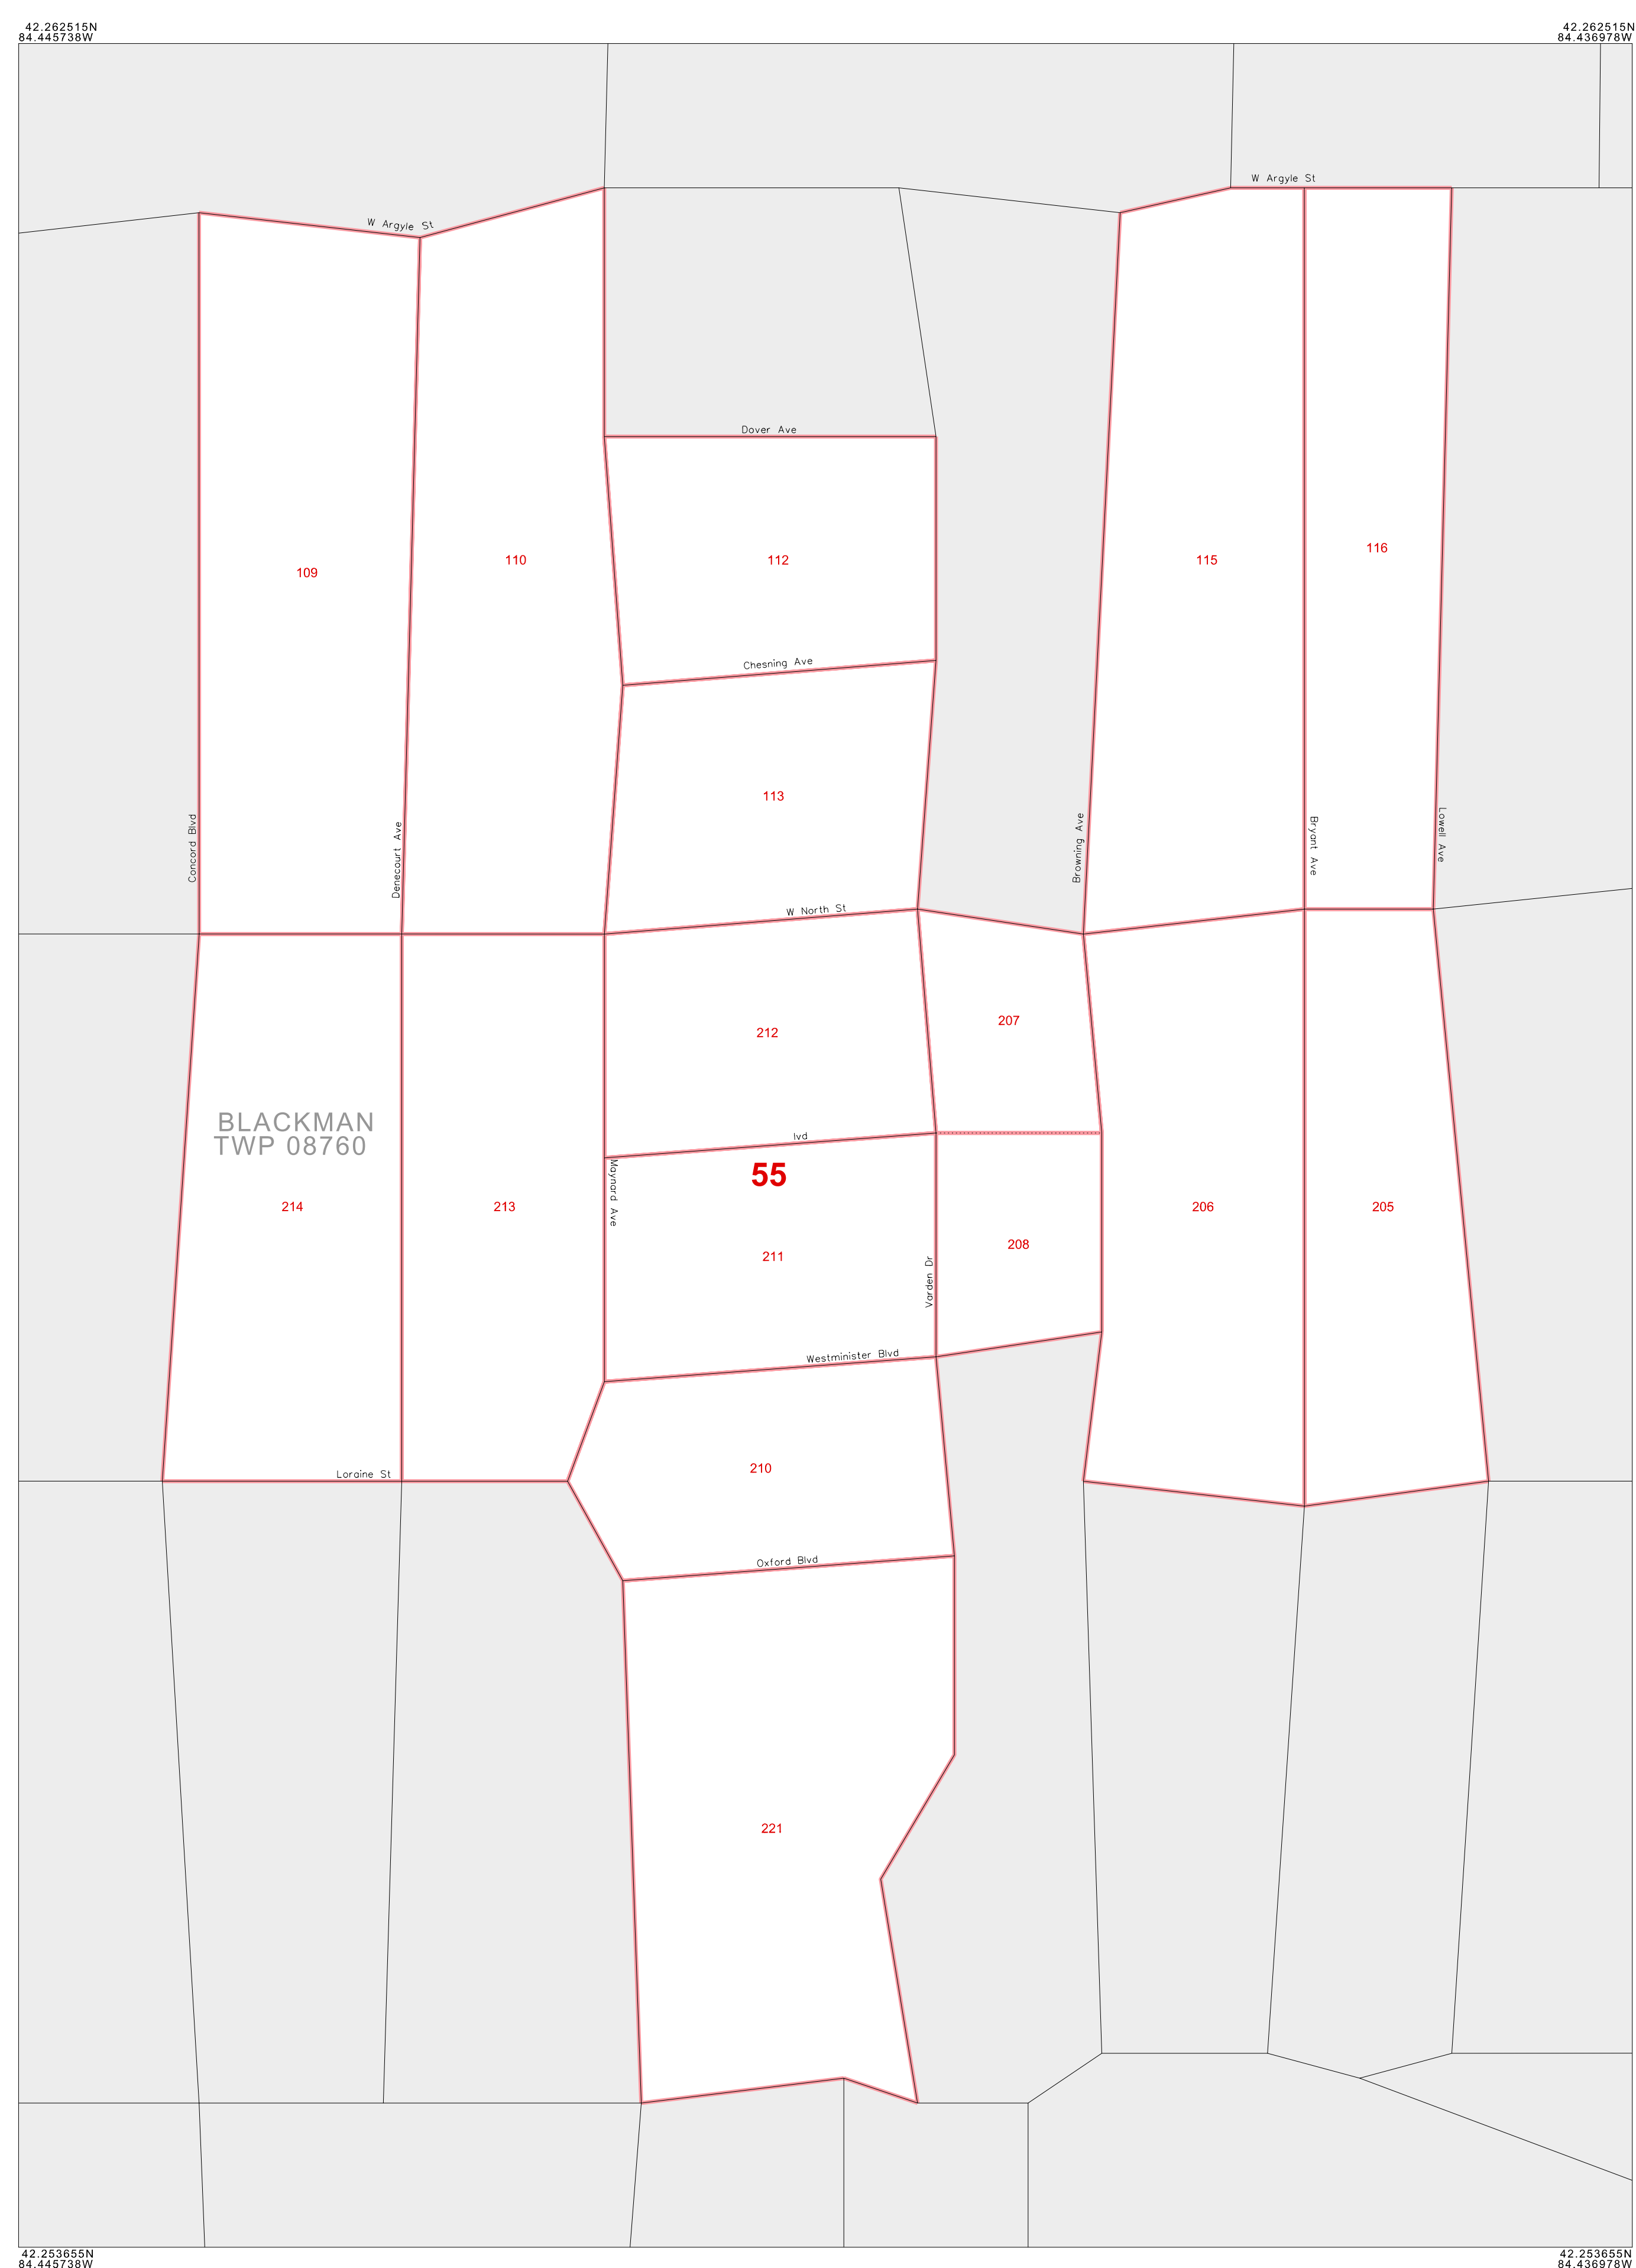 42.262515N
84.445738W
42.262515N
84.436978W
W Argyle St
W Argyle St
Dover Ave
109
110
112
115
116
Chesning Ave
113
Concord Blvd
Denecourt Ave
Browning Ave
Bryant Ave
Lowell Ave
W North St
212
207
BLACKMAN
TWP 08760
lvd
55
Maynard Ave
214
213
211
208
206
205
Varden Dr
Westminister Blvd
Loraine St
210
Oxford Blvd
221
42.253655N
84.445738W
42.253655N
84.436978W